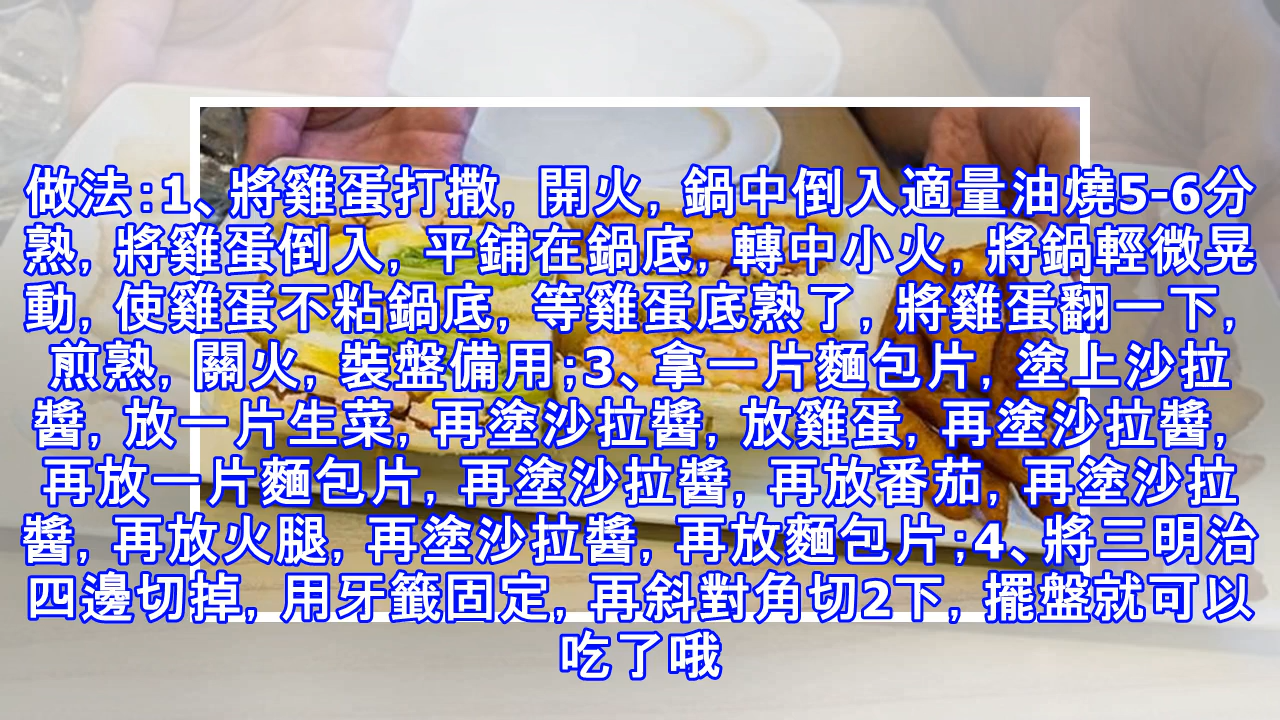 做法:1、將雞蛋打撒, 開火, 鍋中倒入適量油燒5-6分
熟, 將雞蛋倒入, 平鋪在鍋底, 轉中小火, 將鍋輕微晃
動, 使雞蛋不粘鍋底, 等雞蛋底熟了, 將雞蛋翻一下,
煎熟, 關火, 裝盤備用;3、拿一片麵包片, 塗上沙拉
醬, 放一片生菜, 再塗沙拉醬, 放雞蛋, 再塗沙拉醬,
再放一片麵包片, 再塗沙拉醬, 再放番茄, 再塗沙拉
醬, 再放火腿, 再塗沙拉醬, 再放麵包片;4、將三明治
四邊切掉, 用牙籤固定, 再斜對角切2下, 擺盤就可以
吃了哦